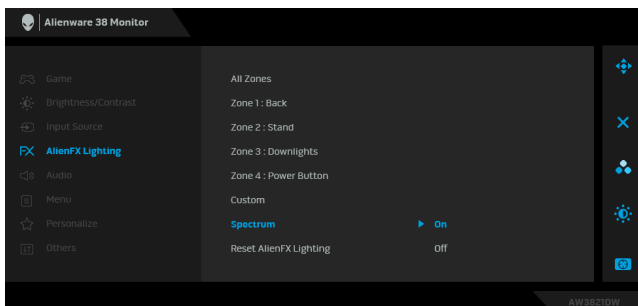 Alienware 38 Monitor
Game
Brightness/Contrast
Input Source
FX AlienFX Lighting
Audio
Menu
Personalize
Others
All Zones
Zone 1 : Back
Zone 2 : Stand
Zone 3 : Downlights
Zone 4 : Power Button
Custom
Spectrum On
Reset AlienFX Lighting Off
AW3821DW